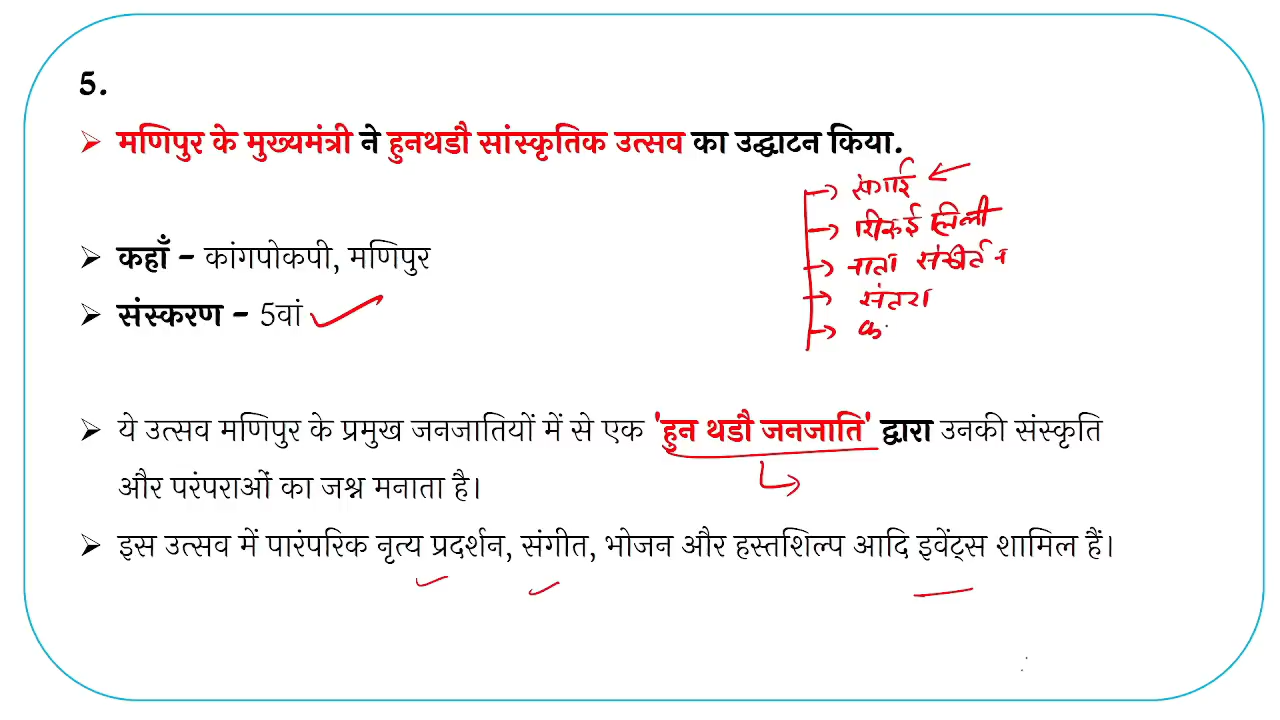 5.
➢ मणिपुर के मुख्यमंत्री ने हुनथडौ सांस्कृतिक उत्सव का उद्घाटन किया.
→ संगाई
→ शिरुई लिली
→ नाता संकीर्तन
→ संतरा
→ क
➢ कहाँ – कांगपोकपी, मणिपुर
➢ संस्करण – 5वां
➢ ये उत्सव मणिपुर के प्रमुख जनजातियों में से एक 'हुन थडौ जनजाति' द्वारा उनकी संस्कृति
और परंपराओं का जश्न मनाता है।
➢ इस उत्सव में पारंपरिक नृत्य प्रदर्शन, संगीत, भोजन और हस्तशिल्प आदि इवेंट्स शामिल हैं।